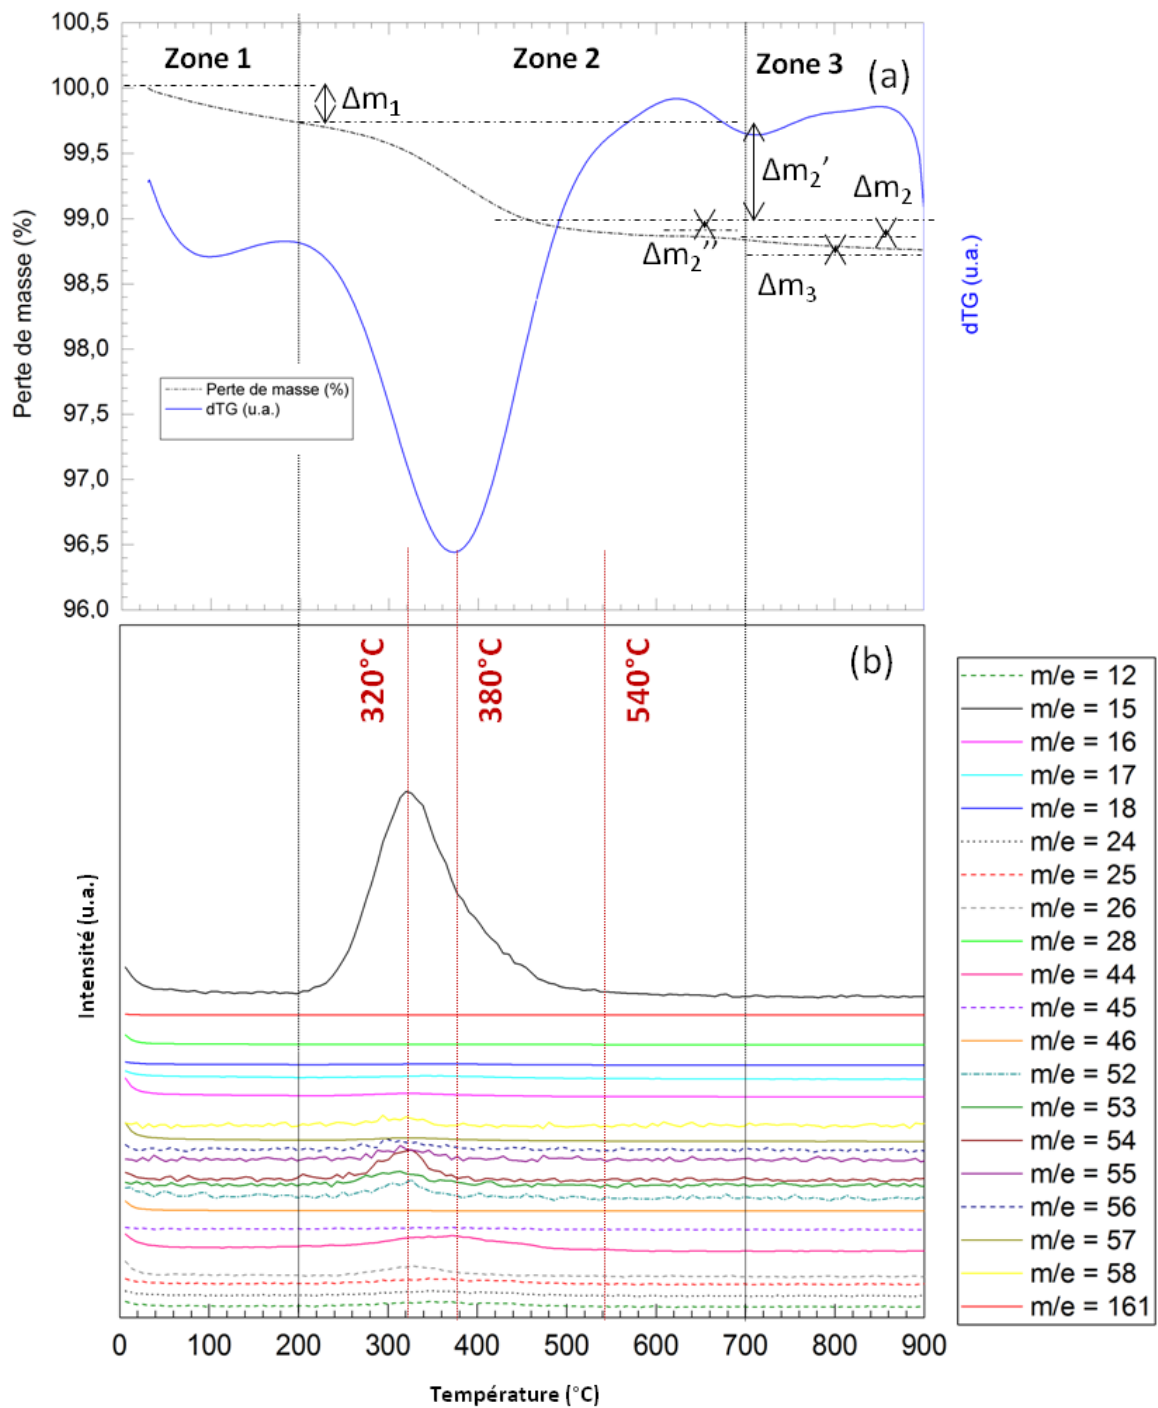 Zone 1
Zone 2
Zone 3
(a)
100,5
100,0
99,5
99,0
98,5
98,0
97,5
97,0
96,5
96,0
Perte de masse (%)
dTG (u.a.)
Δm1
Δm2’
Δm2
Δm2’’
Δm3
Perte de masse (%)
dTG (u.a.)
(b)
320°C
380°C
540°C
Intensité (u.a.)
0 100 200 300 400 500 600 700 800 900
Température (°C)
m/e = 12
m/e = 15
m/e = 16
m/e = 17
m/e = 18
m/e = 24
m/e = 25
m/e = 26
m/e = 28
m/e = 44
m/e = 45
m/e = 46
m/e = 52
m/e = 53
m/e = 54
m/e = 55
m/e = 56
m/e = 57
m/e = 58
m/e = 161